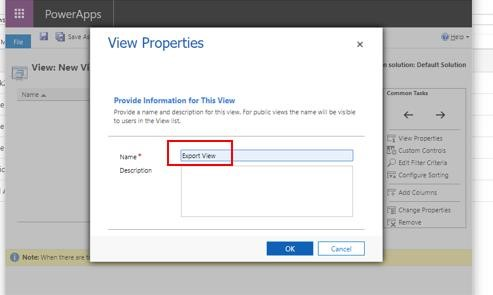 PowerApps
File
Save As
Help
View: New Vi
n solution: Default Solution
View Properties
Provide Information for This View
Provide a name and description for this view. For public views the name will be visible
to users in the View list.
Name *
Export View
Description
OK
Cancel
Name
Common Tasks
View Properties
Custom Controls
Edit Filter Criteria
Configure Sorting
Add Columns
Change Properties
Remove
Note: When there are t